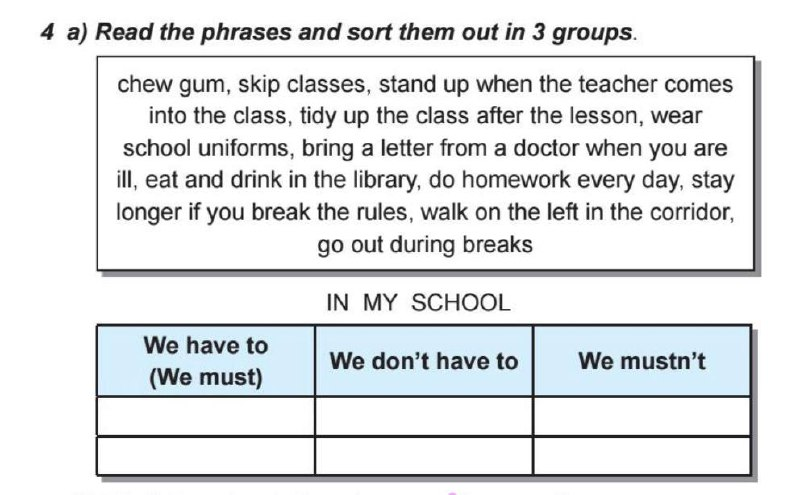 4 a) Read the phrases and sort them out in 3 groups.
chew gum, skip classes, stand up when the teacher comes
into the class, tidy up the class after the lesson, wear
school uniforms, bring a letter from a doctor when you are
ill, eat and drink in the library, do homework every day, stay
longer if you break the rules, walk on the left in the corridor,
go out during breaks
IN MY SCHOOL
We have to
(We must)
We don't have to
We mustn't